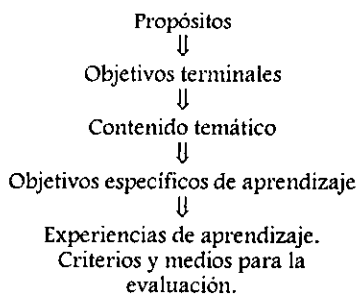 Propósitos
⇓
Objetivos terminales
⇓
Contenido temático
⇓
Objetivos específicos de aprendizaje
⇓
Experiencias de aprendizaje.
Criterios y medios para la
evaluación.